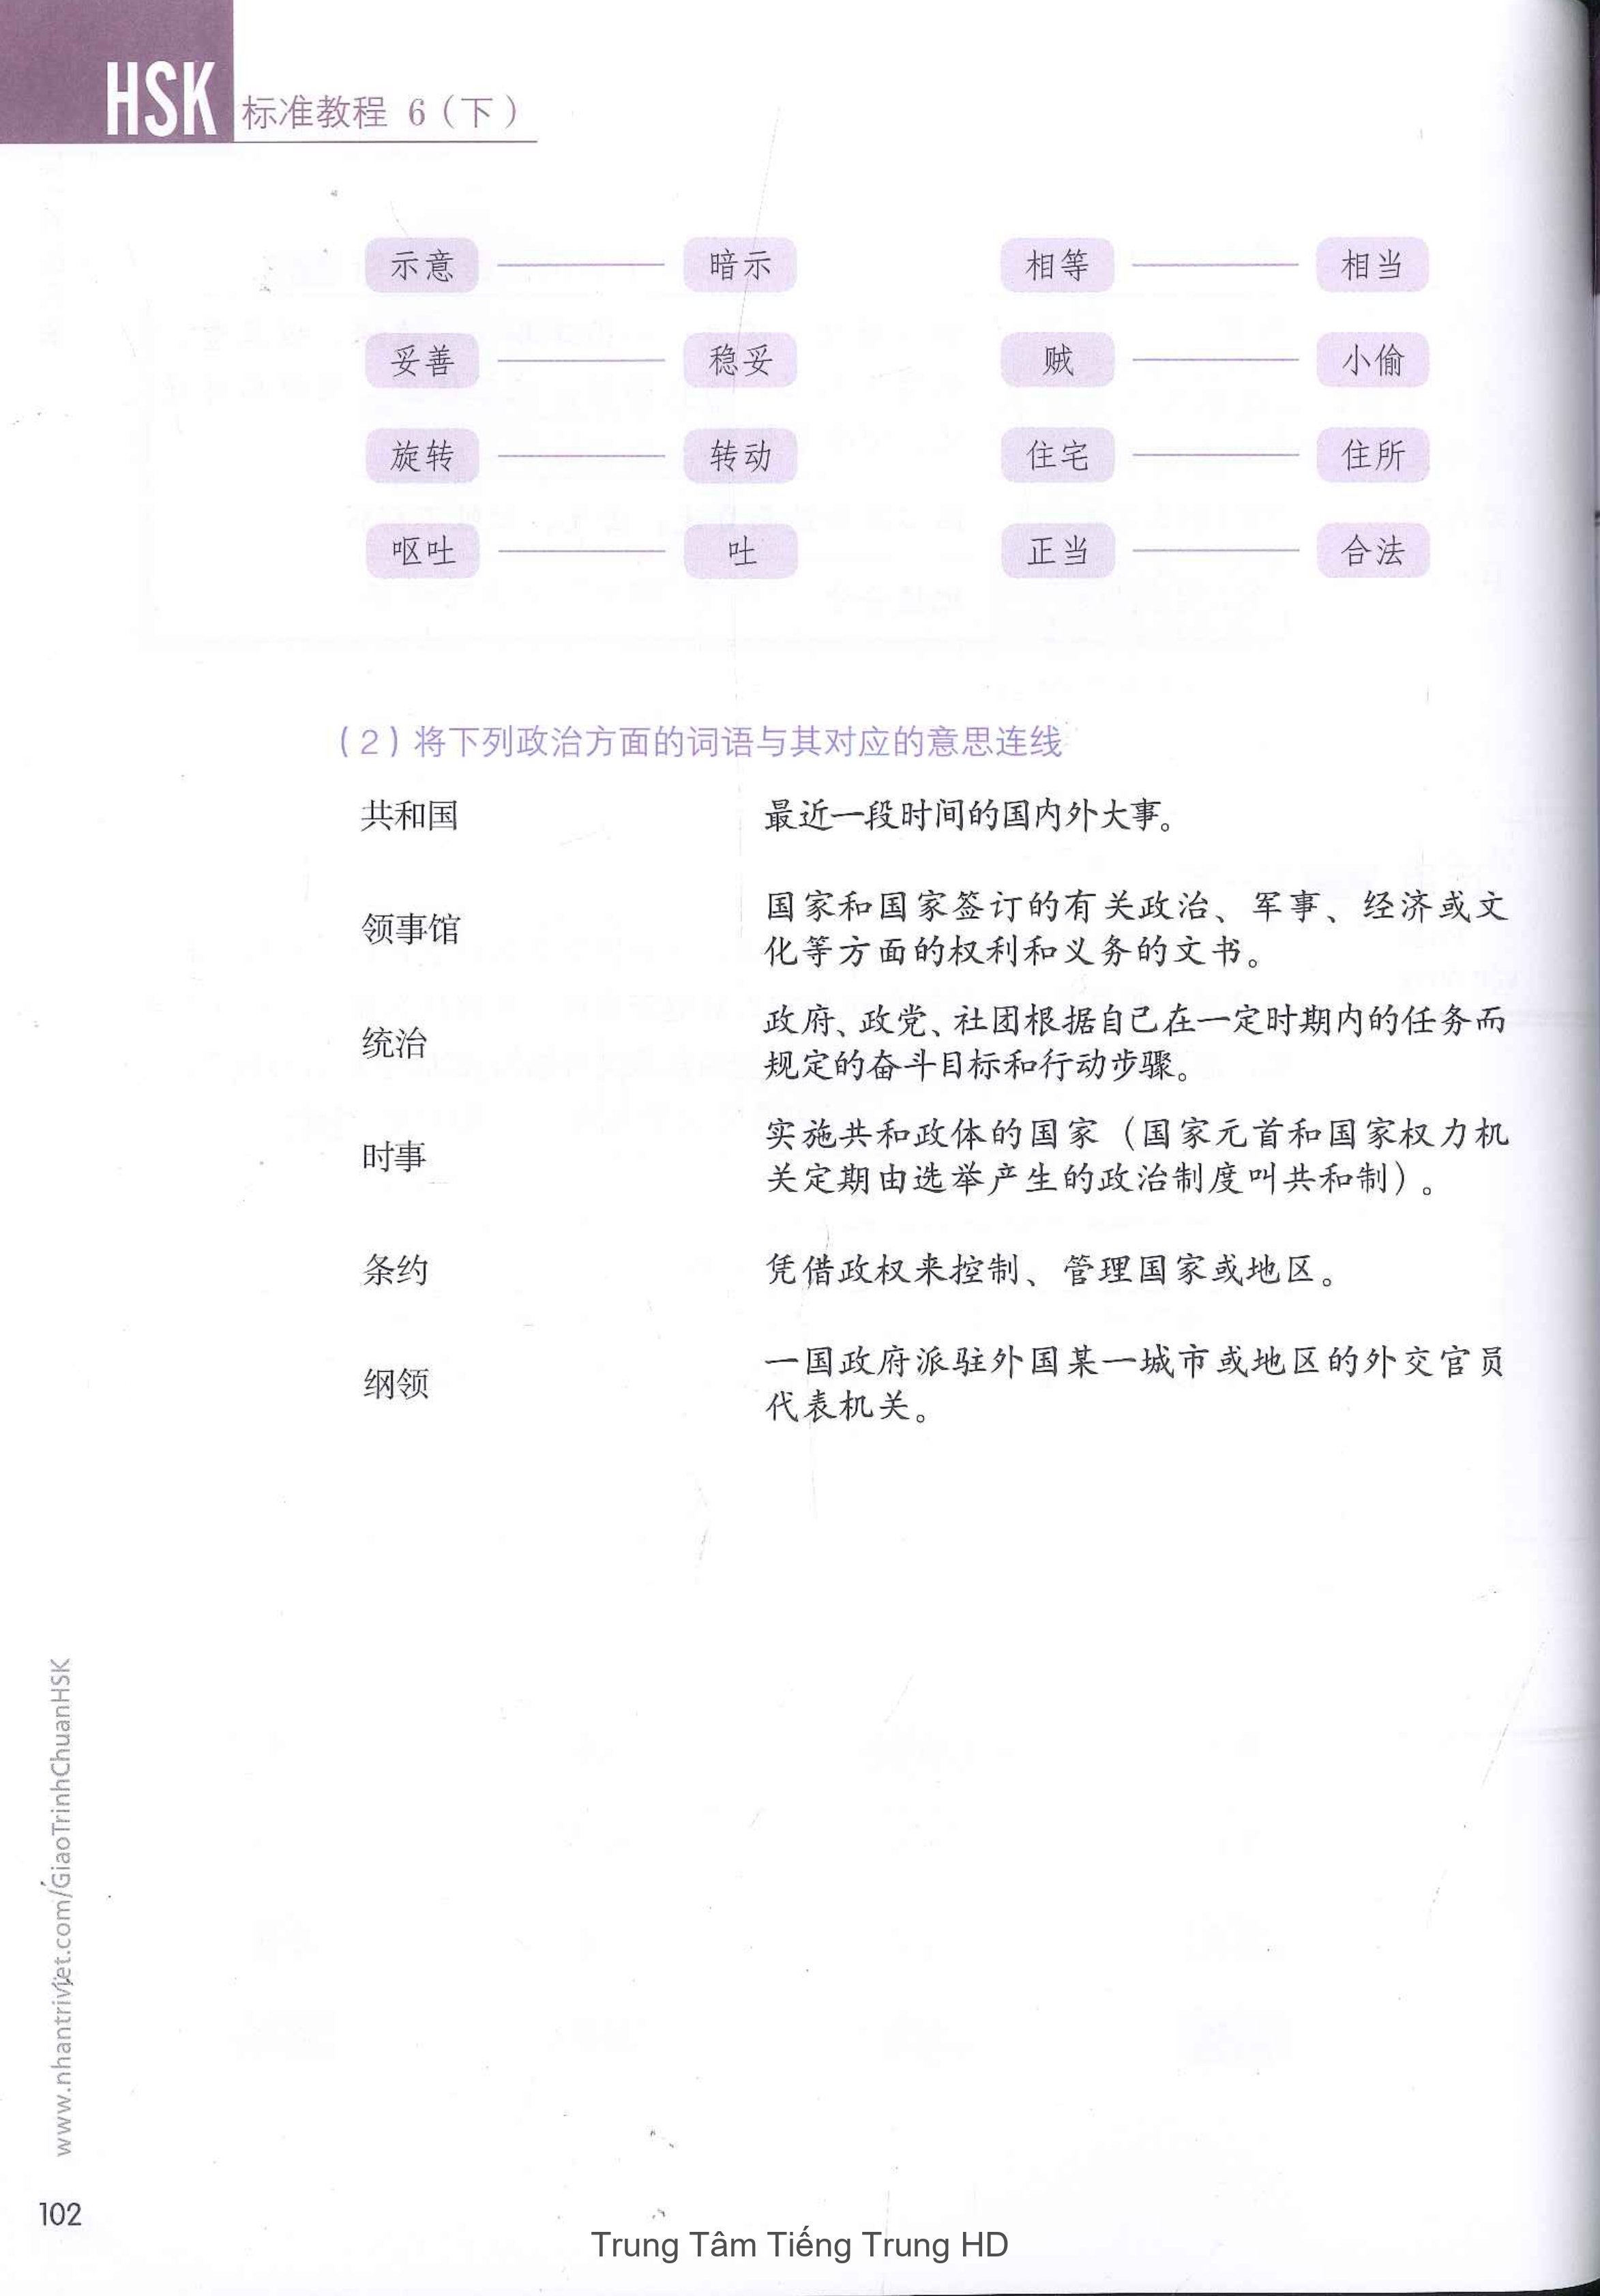 HSK 标准教程 6（下）
示意 暗示 相等 相当
妥善 稳妥 贼 小偷
旋转 转动 住宅 住所
呕吐 吐 正当 合法
（2）将下列政治方面的词语与其对应的意思连线
共和国 最近一段时间的国内外大事。
领事馆 国家和国家签订的有关政治、军事、经济或文
化等方面的权利和义务的文书。
统治 政府、政党、社团根据自己在一定时期内的任务而
规定的奋斗目标和行动步骤。
时事 实施共和政体的国家（国家元首和国家权力机
关定期由选举产生的政治制度叫共和制）。
条约 凭借政权来控制、管理国家或地区。
纲领 一国政府派驻外国某一城市或地区的外交官员
代表机关。
www.nhantriviet.com/GiaoTrinhChuanHSK
102
Trung Tâm Tiếng Trung HD